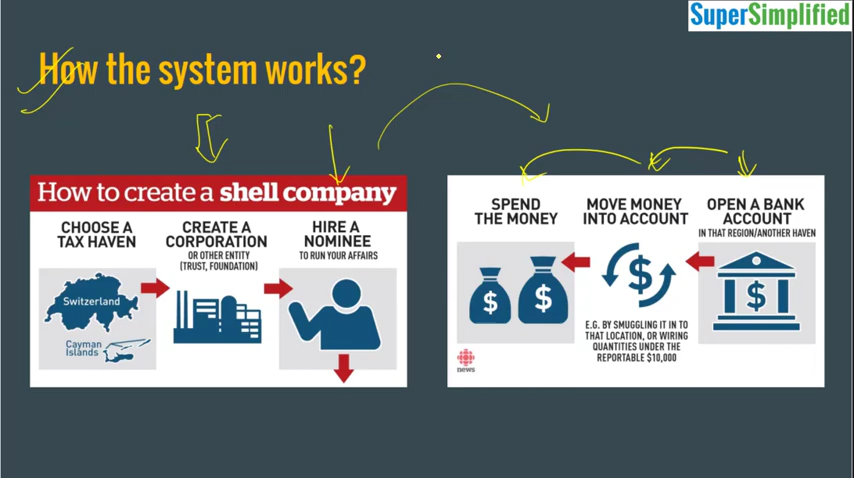 SuperSimplified
How the system works?
How to create a shell company
CHOOSE A
TAX HAVEN
Switzerland
Cayman
Islands
CREATE A
CORPORATION
OR OTHER ENTITY
(TRUST, FOUNDATION)
HIRE A
NOMINEE
TO RUN YOUR AFFAIRS
SPEND
THE MONEY
$
$
MOVE MONEY
INTO ACCOUNT
$
E.G. BY SMUGGLING IT IN TO
THAT LOCATION, OR WIRING
QUANTITIES UNDER THE
REPORTABLE $10,000
OPEN A BANK
ACCOUNT
IN THAT REGION/ANOTHER HAVEN
$
news